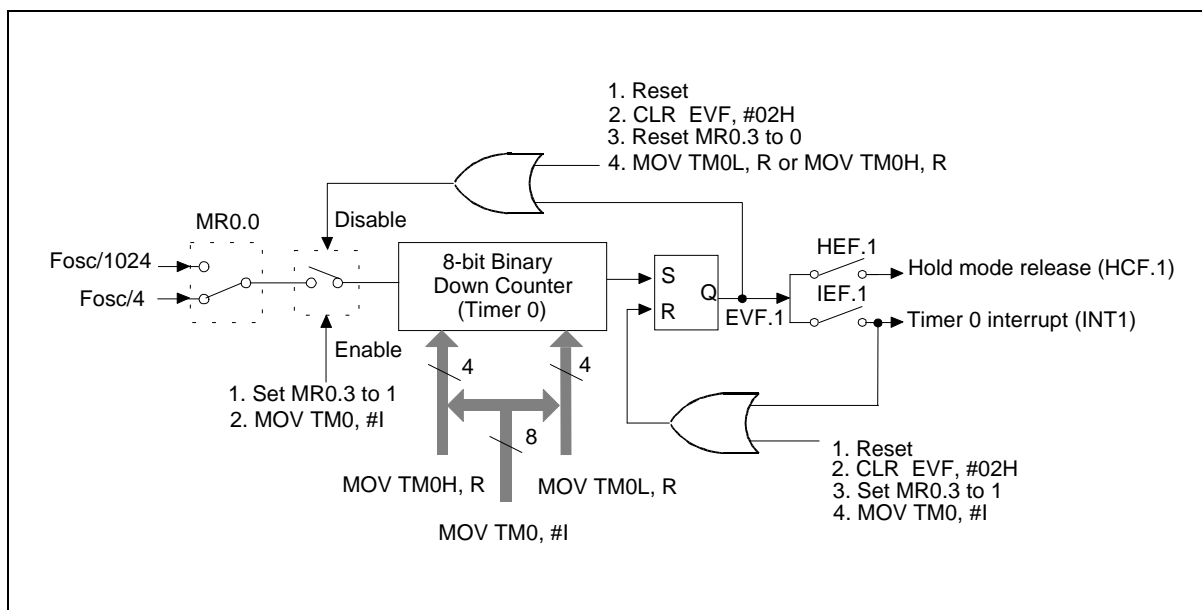 1. Reset
2. CLR EVF, #02H
3. Reset MR0.3 to 0
4. MOV TM0L, R or MOV TM0H, R
MR0.0
Disable
Fosc/1024
Fosc/4
8-bit Binary
Down Counter
(Timer 0)
S
Q
R
EVF.1
HEF.1
Hold mode release (HCF.1)
IEF.1
Timer 0 interrupt (INT1)
Enable
1. Set MR0.3 to 1
2. MOV TM0, #I
4
4
8
MOV TM0H, R
MOV TM0L, R
MOV TM0, #I
1. Reset
2. CLR EVF, #02H
3. Set MR0.3 to 1
4. MOV TM0, #I